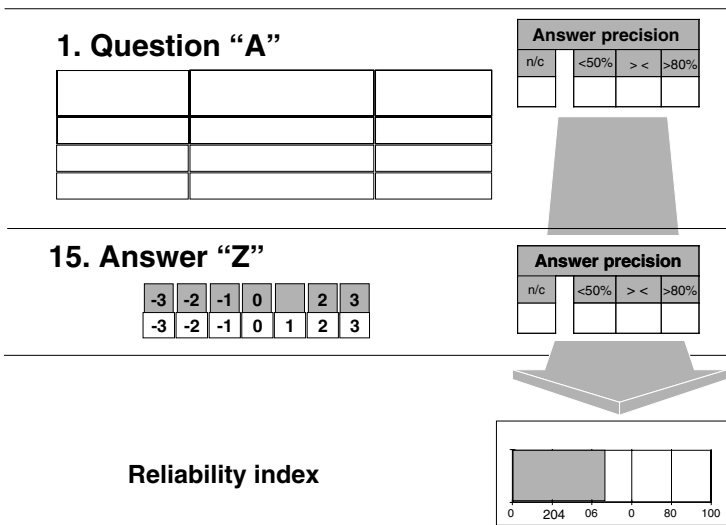 1. Question “A”
Answer precision
n/c <50% > < >80%
15. Answer “Z”
Answer precision
n/c <50% > < >80%
-3 -2 -1 0 2 3
-3 -2 -1 0 1 2 3
Reliability index
0 204 06 0 80 100